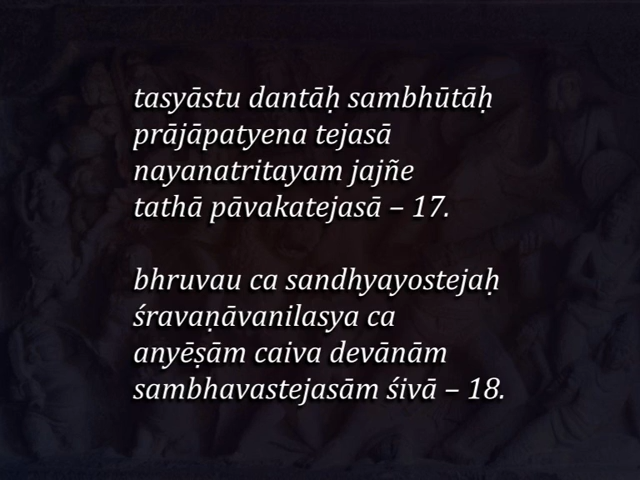 tasyāstu dantāḥ sambhūtāḥ
prājāpatyena tejasā
nayanatritayam jajñe
tathā pāvakatejasā – 17.
bhruvau ca sandhyayostejaḥ
śravaṇāvanilasya ca
anyēṣām caiva devānām
sambhavastejasām śivā – 18.